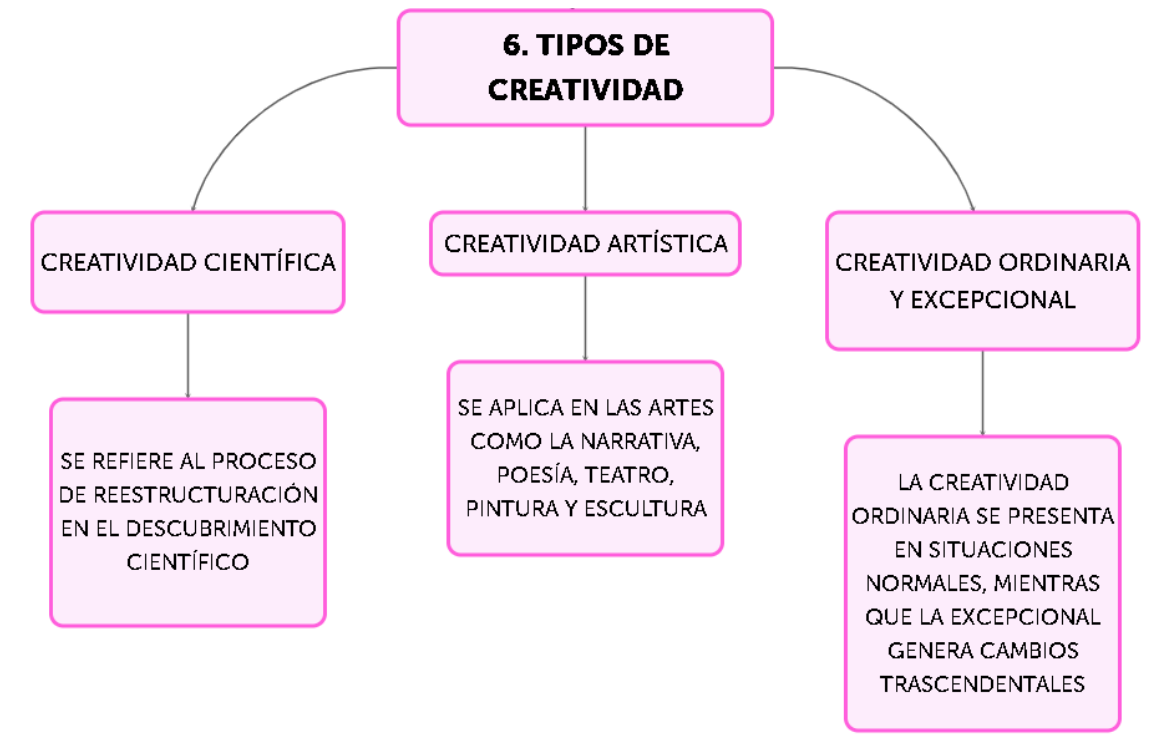 6. TIPOS DE
CREATIVIDAD
CREATIVIDAD CIENTÍFICA
SE REFIERE AL PROCESO
DE REESTRUCTURACIÓN
EN EL DESCUBRIMIENTO
CIENTÍFICO
CREATIVIDAD ARTÍSTICA
SE APLICA EN LAS ARTES
COMO LA NARRATIVA,
POESÍA, TEATRO,
PINTURA Y ESCULTURA
CREATIVIDAD ORDINARIA
Y EXCEPCIONAL
LA CREATIVIDAD
ORDINARIA SE PRESENTA
EN SITUACIONES
NORMALES, MIENTRAS
QUE LA EXCEPCIONAL
GENERA CAMBIOS
TRASCENDENTALES